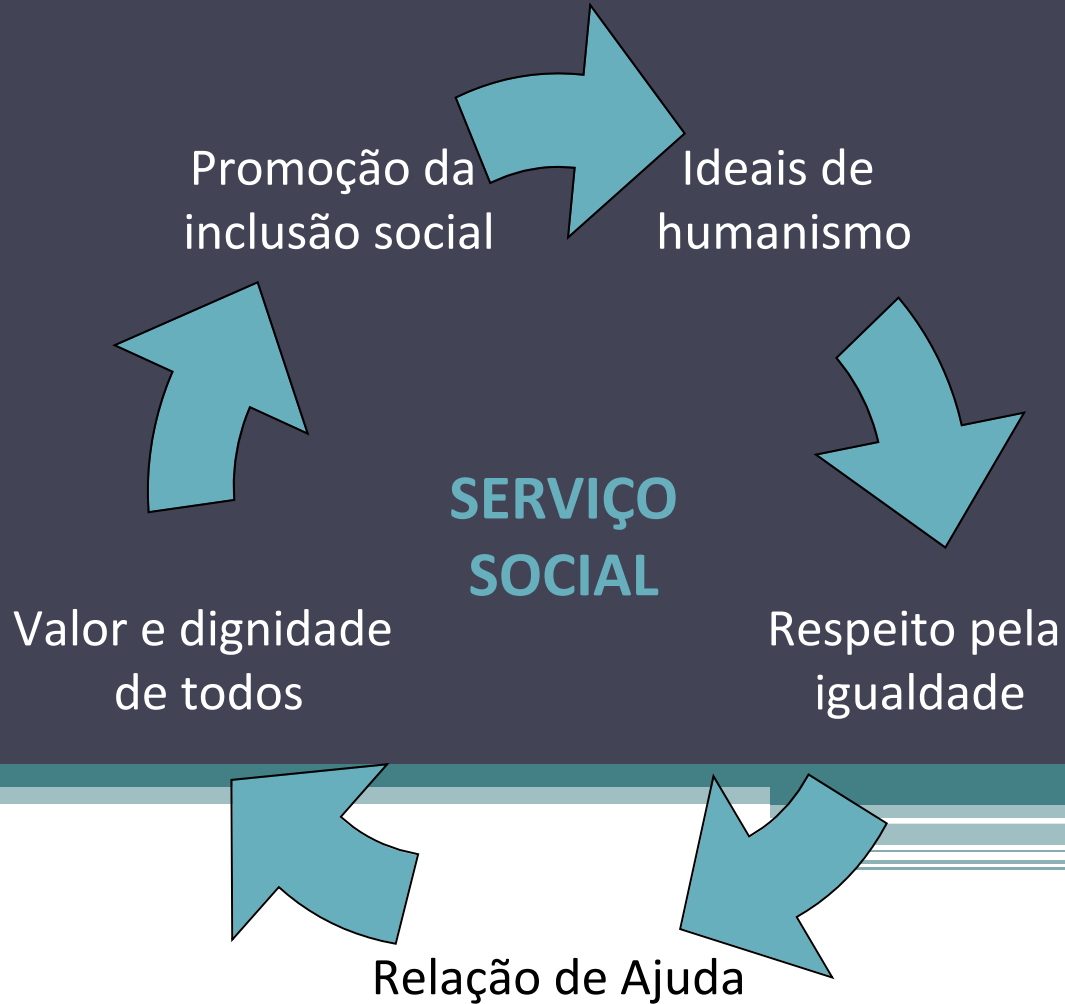 Promoção da
inclusão social
Ideais de
humanismo
SERVIÇO
SOCIAL
Valor e dignidade
de todos
Respeito pela
igualdade
Relação de Ajuda